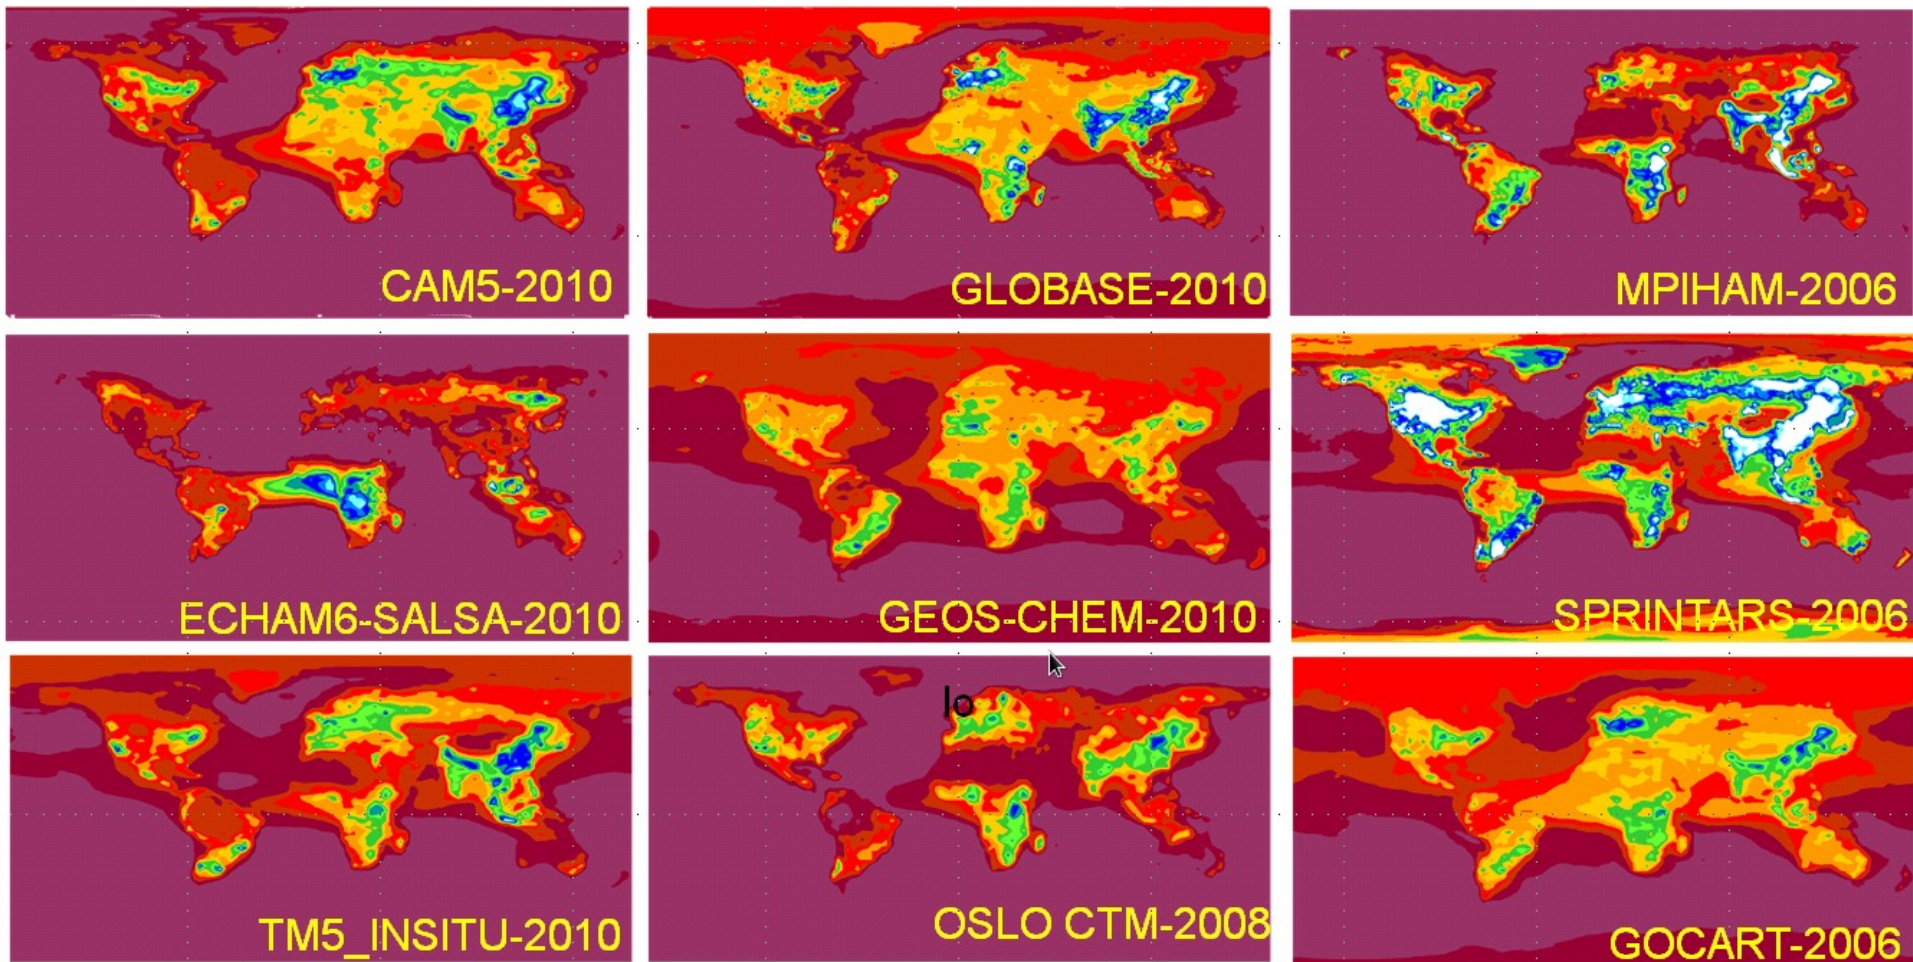 CAM5-2010
GLOBASE-2010
MPIHAM-2006
ECHAM6-SALSA-2010
GEOS-CHEM-2010
SPRINTARS-2006
lo
TM5_INSITU-2010
OSLO CTM-2008
GOCART-2006